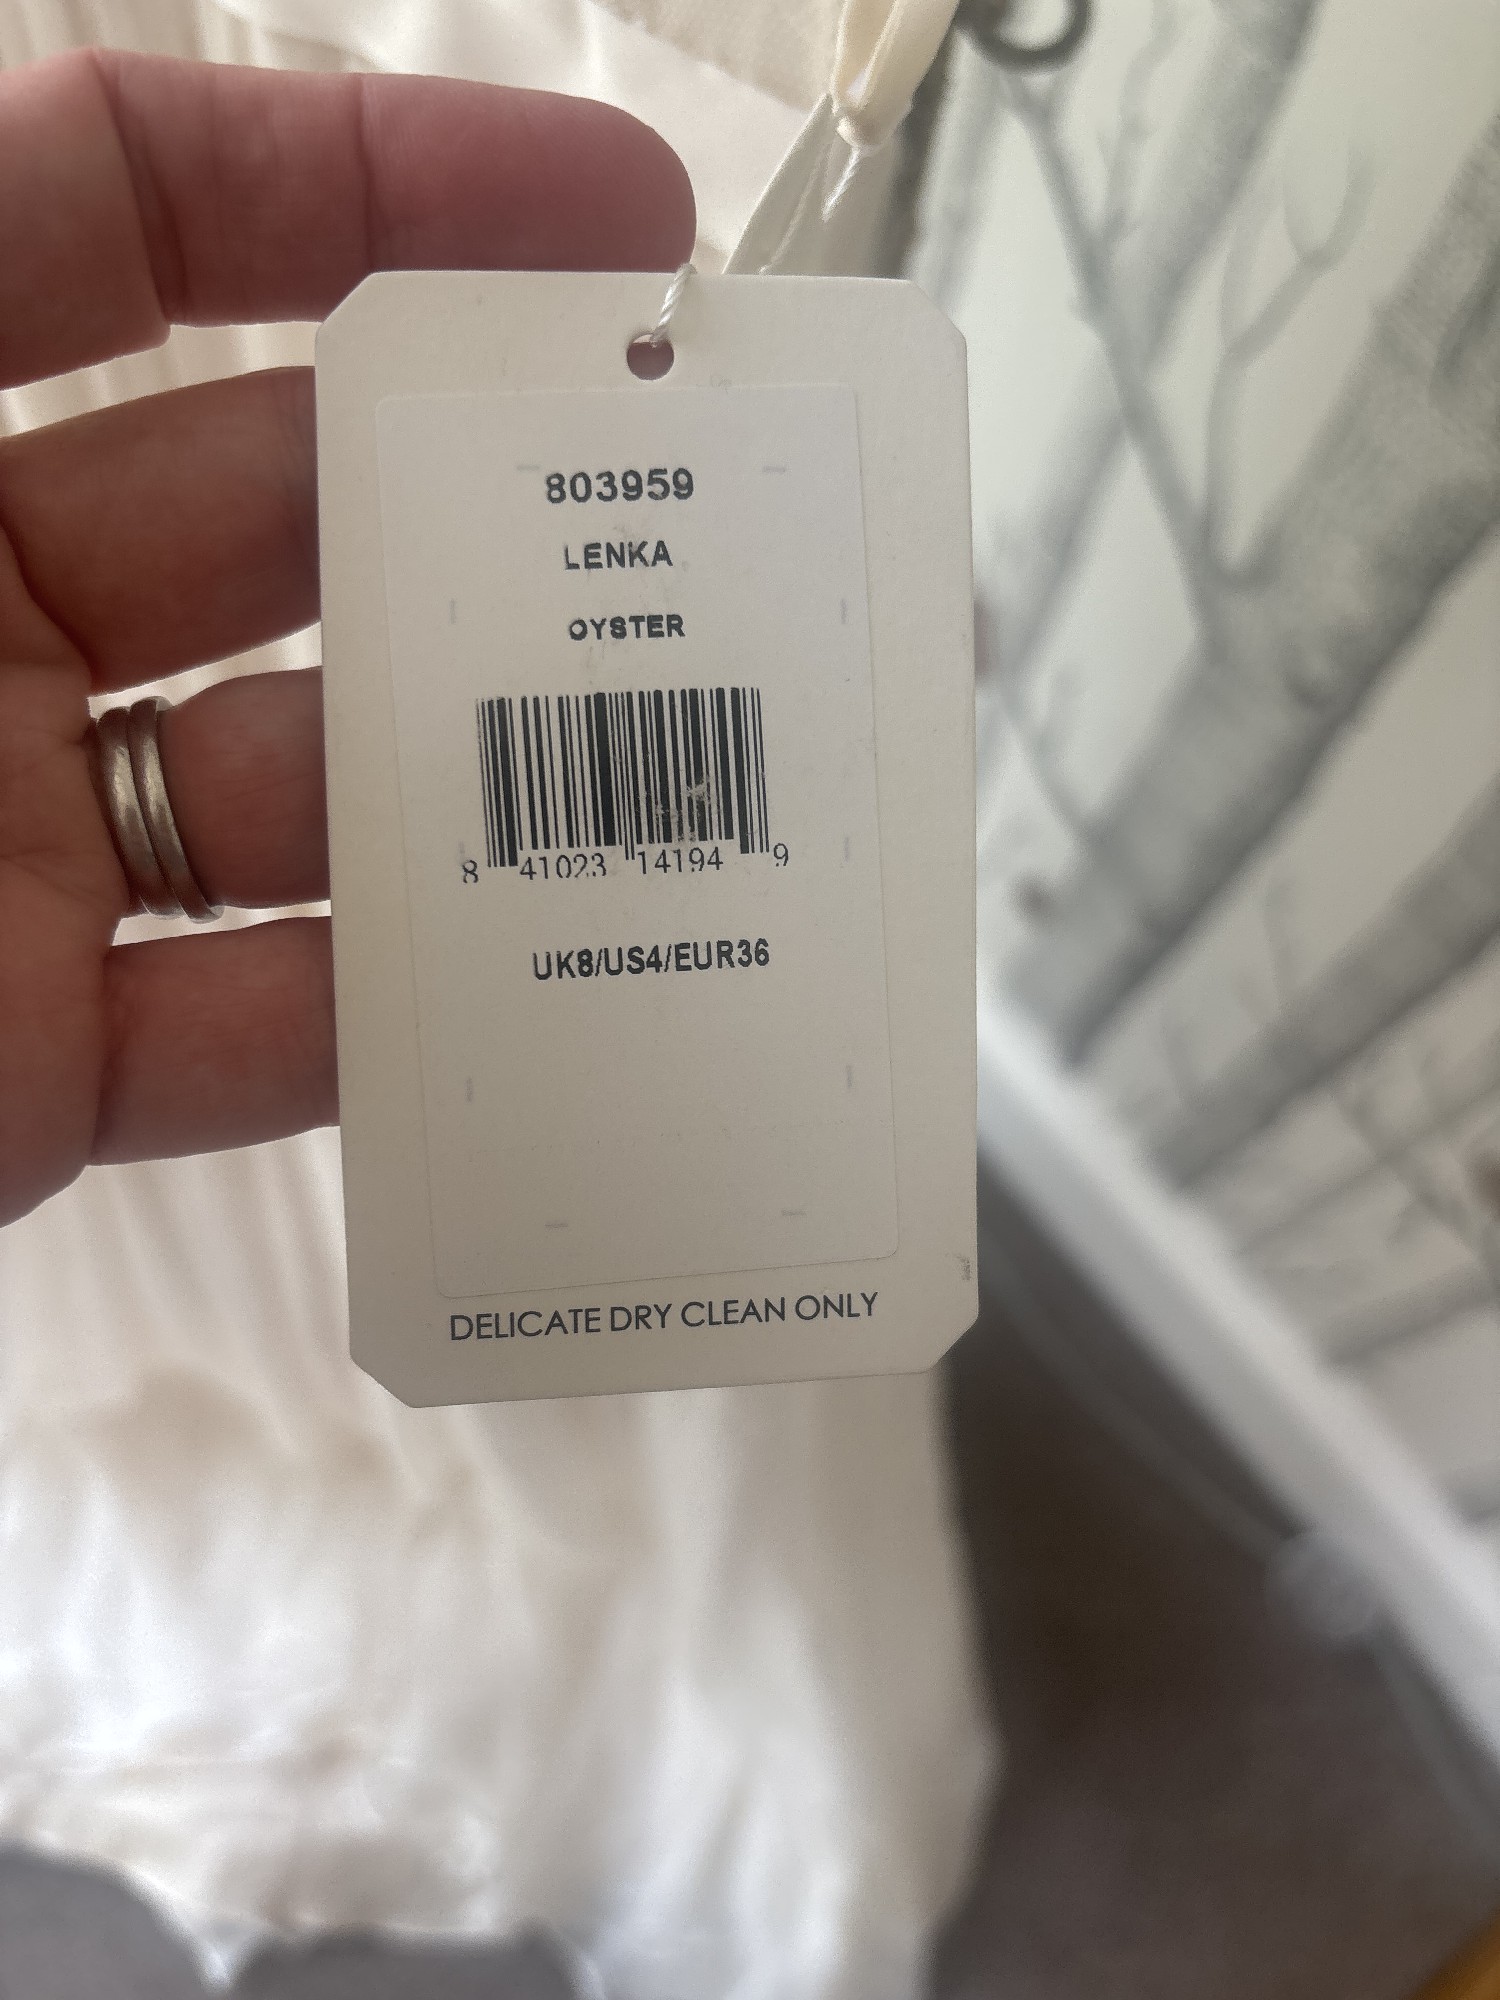 803959
LENKA
OYSTER
8 41023 14194 9
UK8/US4/EUR36
DELICATE DRY CLEAN ONLY